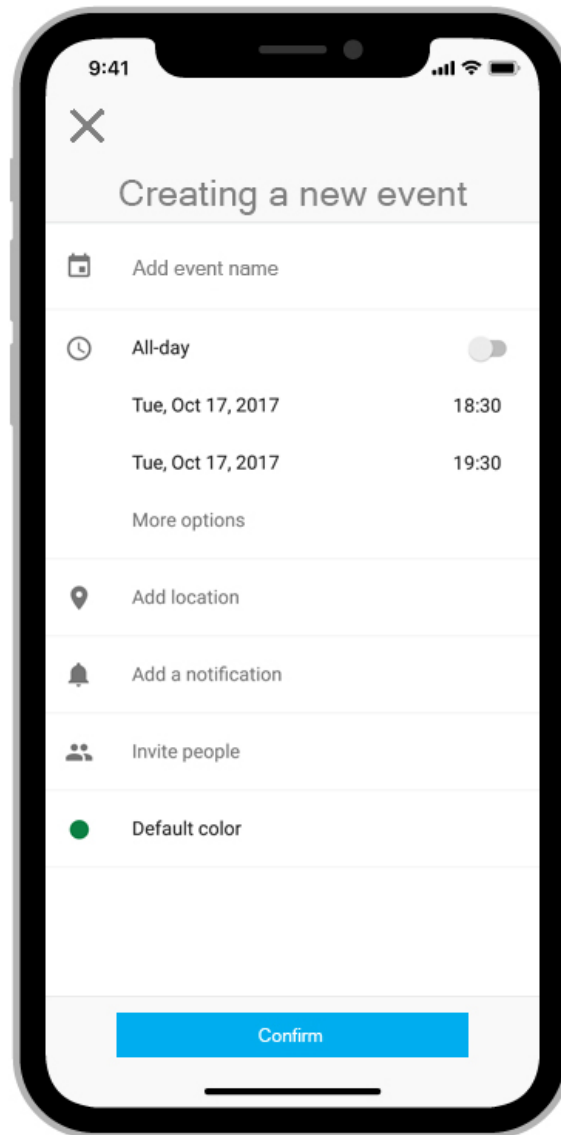 9:41
Creating a new event
Add event name
All-day
Tue, Oct 17, 2017 18:30
Tue, Oct 17, 2017 19:30
More options
Add location
Add a notification
Invite people
Default color
Confirm